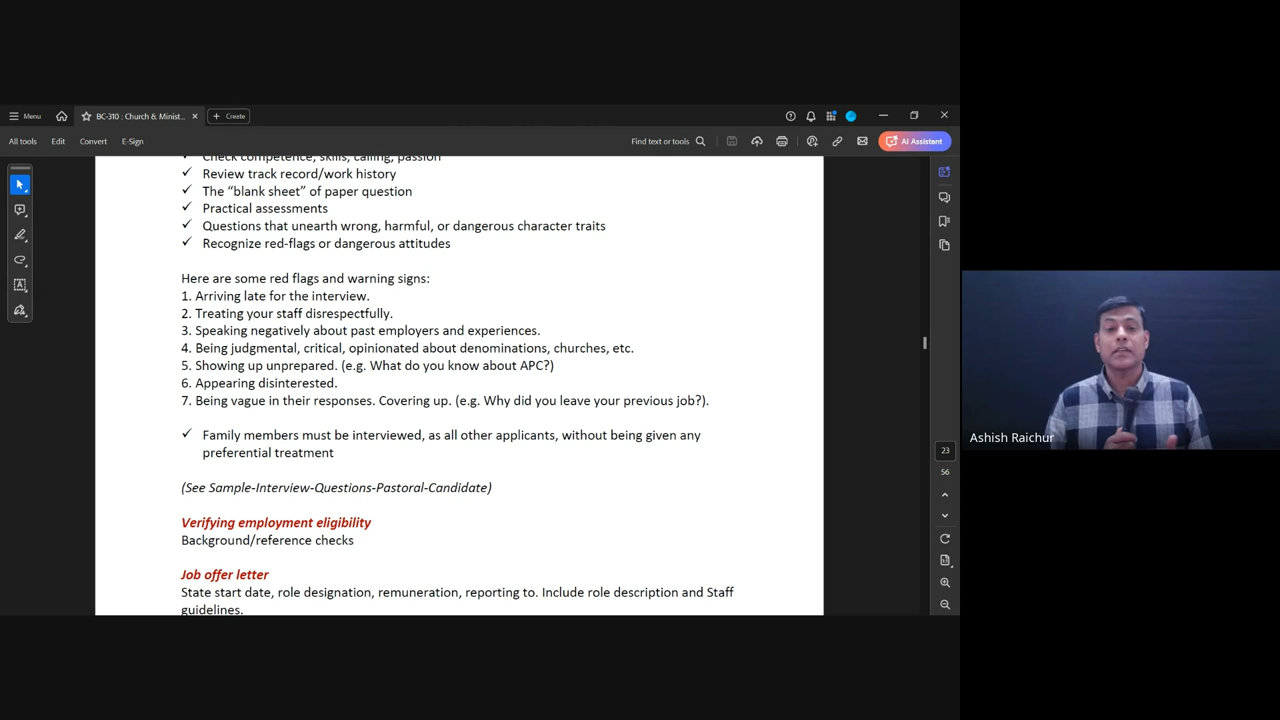 Menu
BC-310 : Church & Minist...
Create
All tools
Edit
Convert
E-Sign
Find text or tools
AI Assistant
Check competence, skills, calling, passion
✓ Review track record/work history
✓ The “blank sheet” of paper question
✓ Practical assessments
✓ Questions that unearth wrong, harmful, or dangerous character traits
✓ Recognize red-flags or dangerous attitudes
Here are some red flags and warning signs:
1. Arriving late for the interview.
2. Treating your staff disrespectfully.
3. Speaking negatively about past employers and experiences.
4. Being judgmental, critical, opinionated about denominations, churches, etc.
5. Showing up unprepared. (e.g. What do you know about APC?)
6. Appearing disinterested.
7. Being vague in their responses. Covering up. (e.g. Why did you leave your previous job?).
✓ Family members must be interviewed, as all other applicants, without being given any
preferential treatment
(See Sample-Interview-Questions-Pastoral-Candidate)
Verifying employment eligibility
Background/reference checks
Job offer letter
State start date, role designation, remuneration, reporting to. Include role description and Staff
guidelines.
23
56
Ashish Raichur